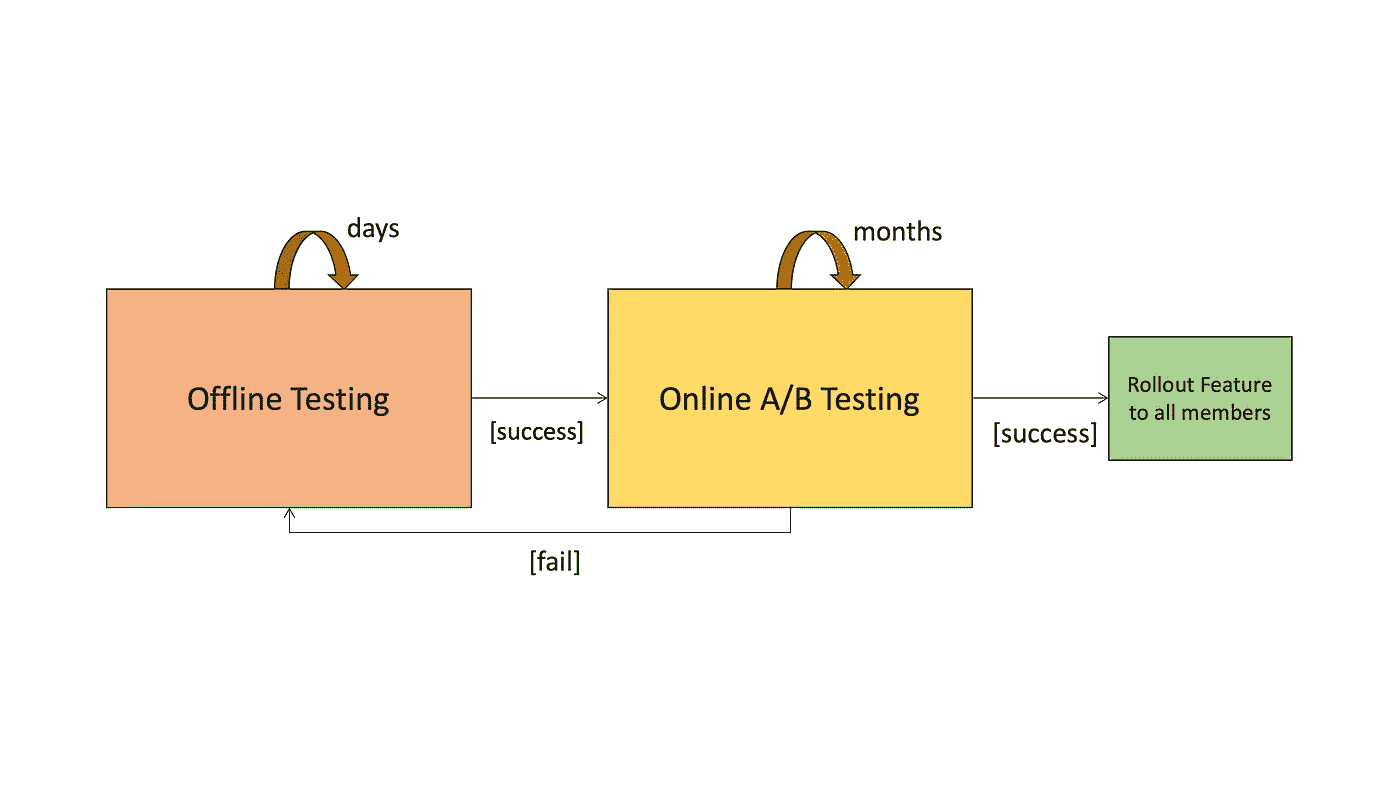 days
months
Offline Testing
[success]
Online A/B Testing
[success]
Rollout Feature
to all members
[fail]